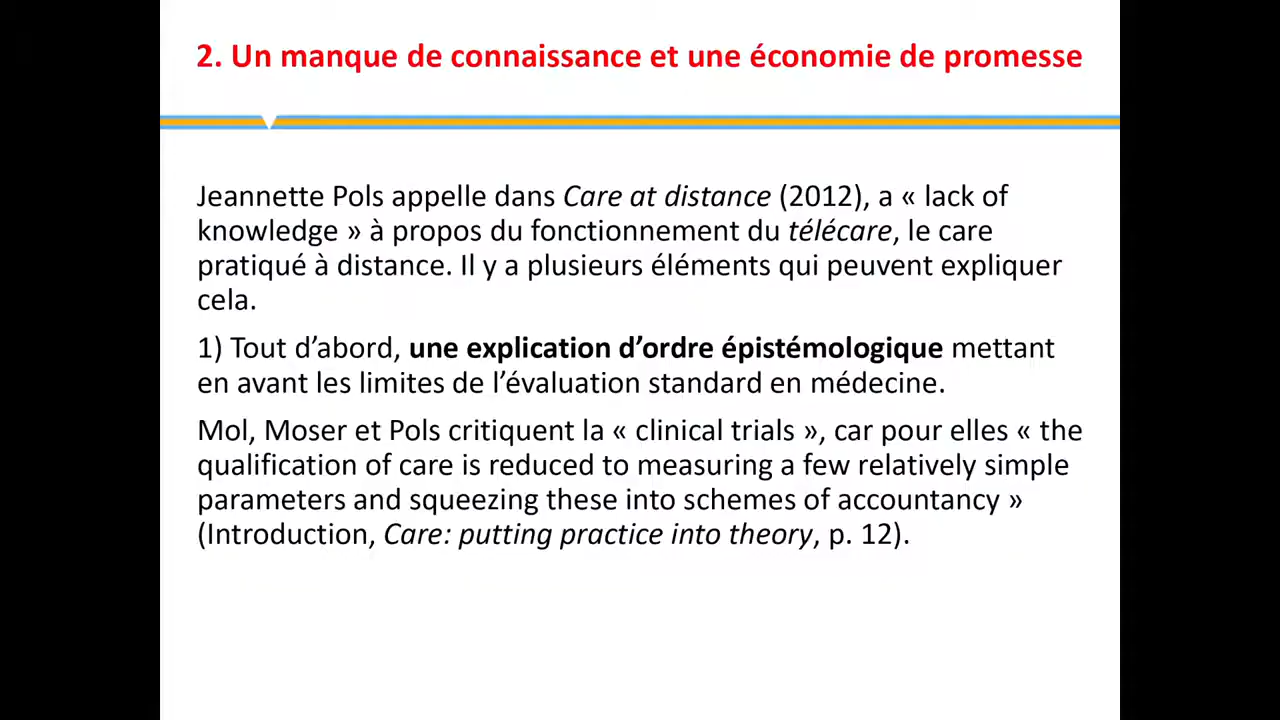 2. Un manque de connaissance et une économie de promesse
Jeannette Pols appelle dans Care at distance (2012), a « lack of
knowledge » à propos du fonctionnement du télécare, le care
pratiqué à distance. Il y a plusieurs éléments qui peuvent expliquer
cela.
1) Tout d’abord, une explication d’ordre épistémologique mettant
en avant les limites de l’évaluation standard en médecine.
Mol, Moser et Pols critiquent la « clinical trials », car pour elles « the
qualification of care is reduced to measuring a few relatively simple
parameters and squeezing these into schemes of accountancy »
(Introduction, Care: putting practice into theory, p. 12).